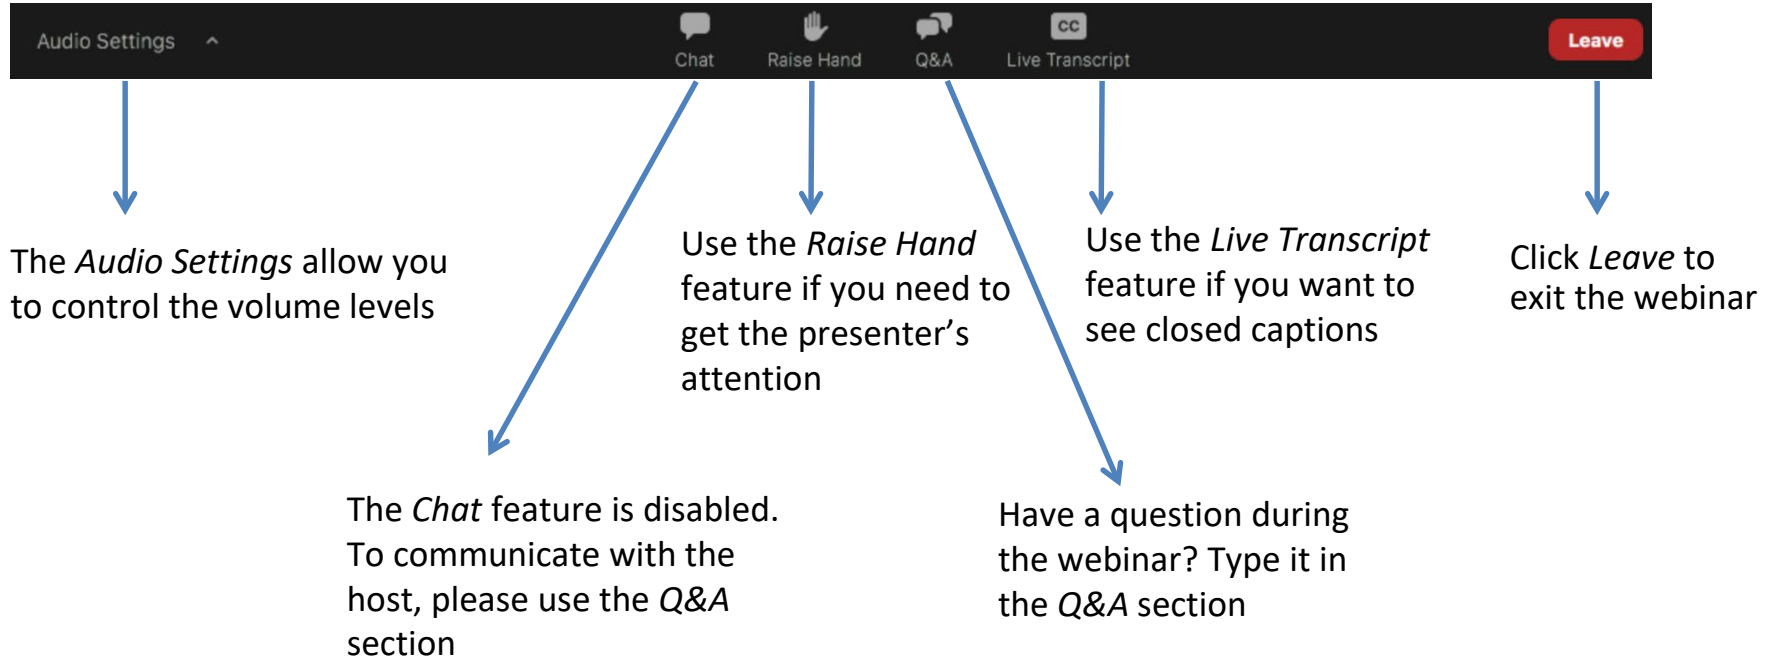 Audio Settings
Chat
Raise Hand
Q&A
CC
Live Transcript
Leave
The Audio Settings allow you
to control the volume levels
Use the Raise Hand
feature if you need to
get the presenter’s
attention
Use the Live Transcript
feature if you want to
see closed captions
Click Leave to
exit the webinar
The Chat feature is disabled.
To communicate with the
host, please use the Q&A
section
Have a question during
the webinar? Type it in
the Q&A section